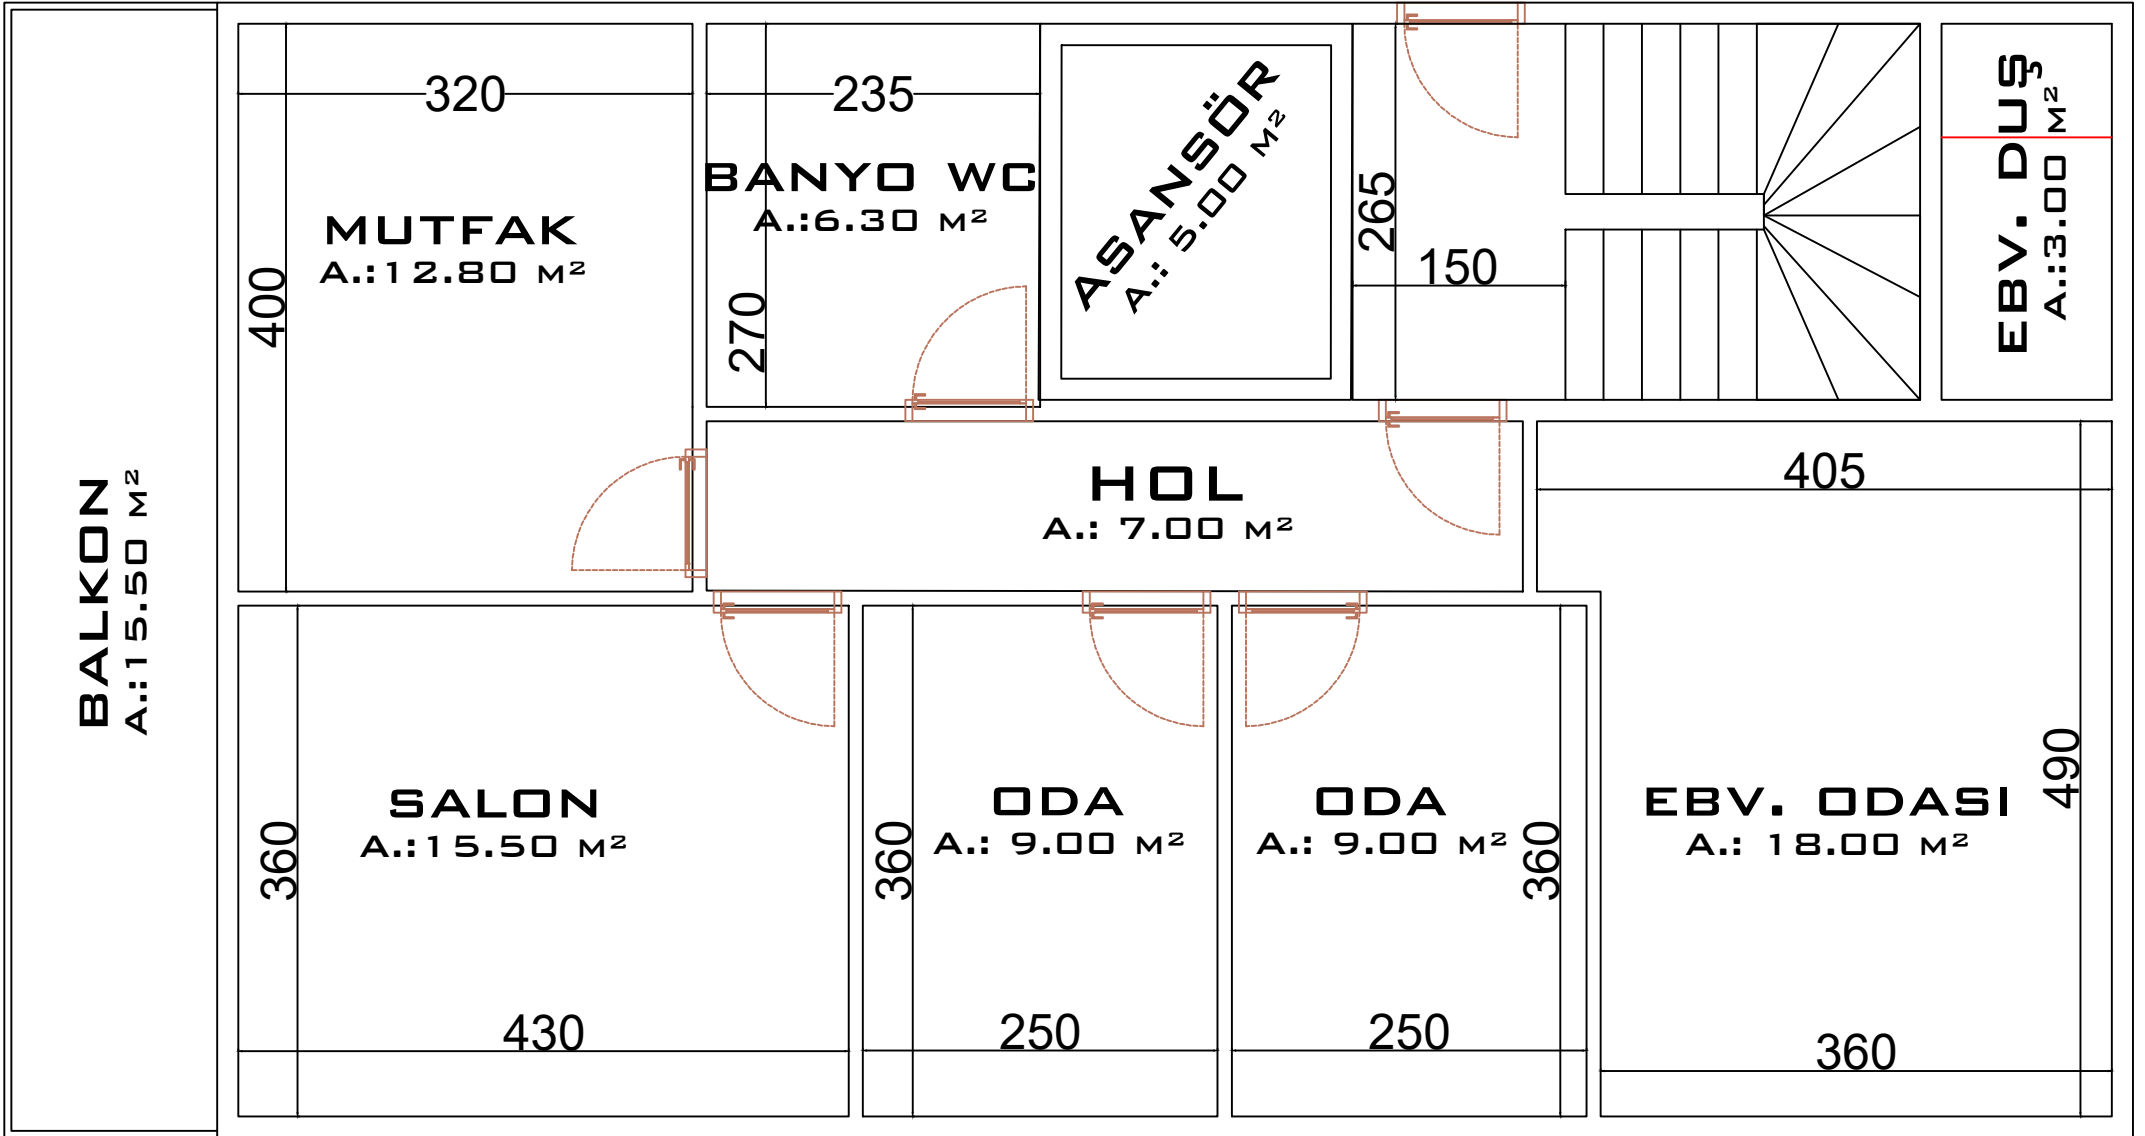 320
400
MUTFAK
A.:12.80 M²
235
270
BANYO WC
A.:6.30 M²
ASANSÖR
A.: 5.00 M²
265
150
EBV. DUŞ
A.:3.00 M²
BALKON
A.:15.50 M²
HOL
A.: 7.00 M²
405
490
EBV. ODASI
A.: 18.00 M²
360
SALON
A.:15.50 M²
360
430
ODA
A.: 9.00 M²
360
250
ODA
A.: 9.00 M²
360
250